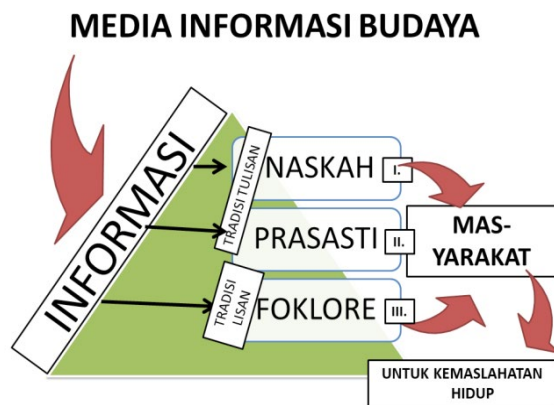 MEDIA INFORMASI BUDAYA
INFORMASI
TRADISI TULISAN
NASKAH
I.
PRASASTI
II.
TRADISI
LISAN
FOKLORE
III.
MAS-
YARAKAT
UNTUK KEMASLAHATAN
HIDUP